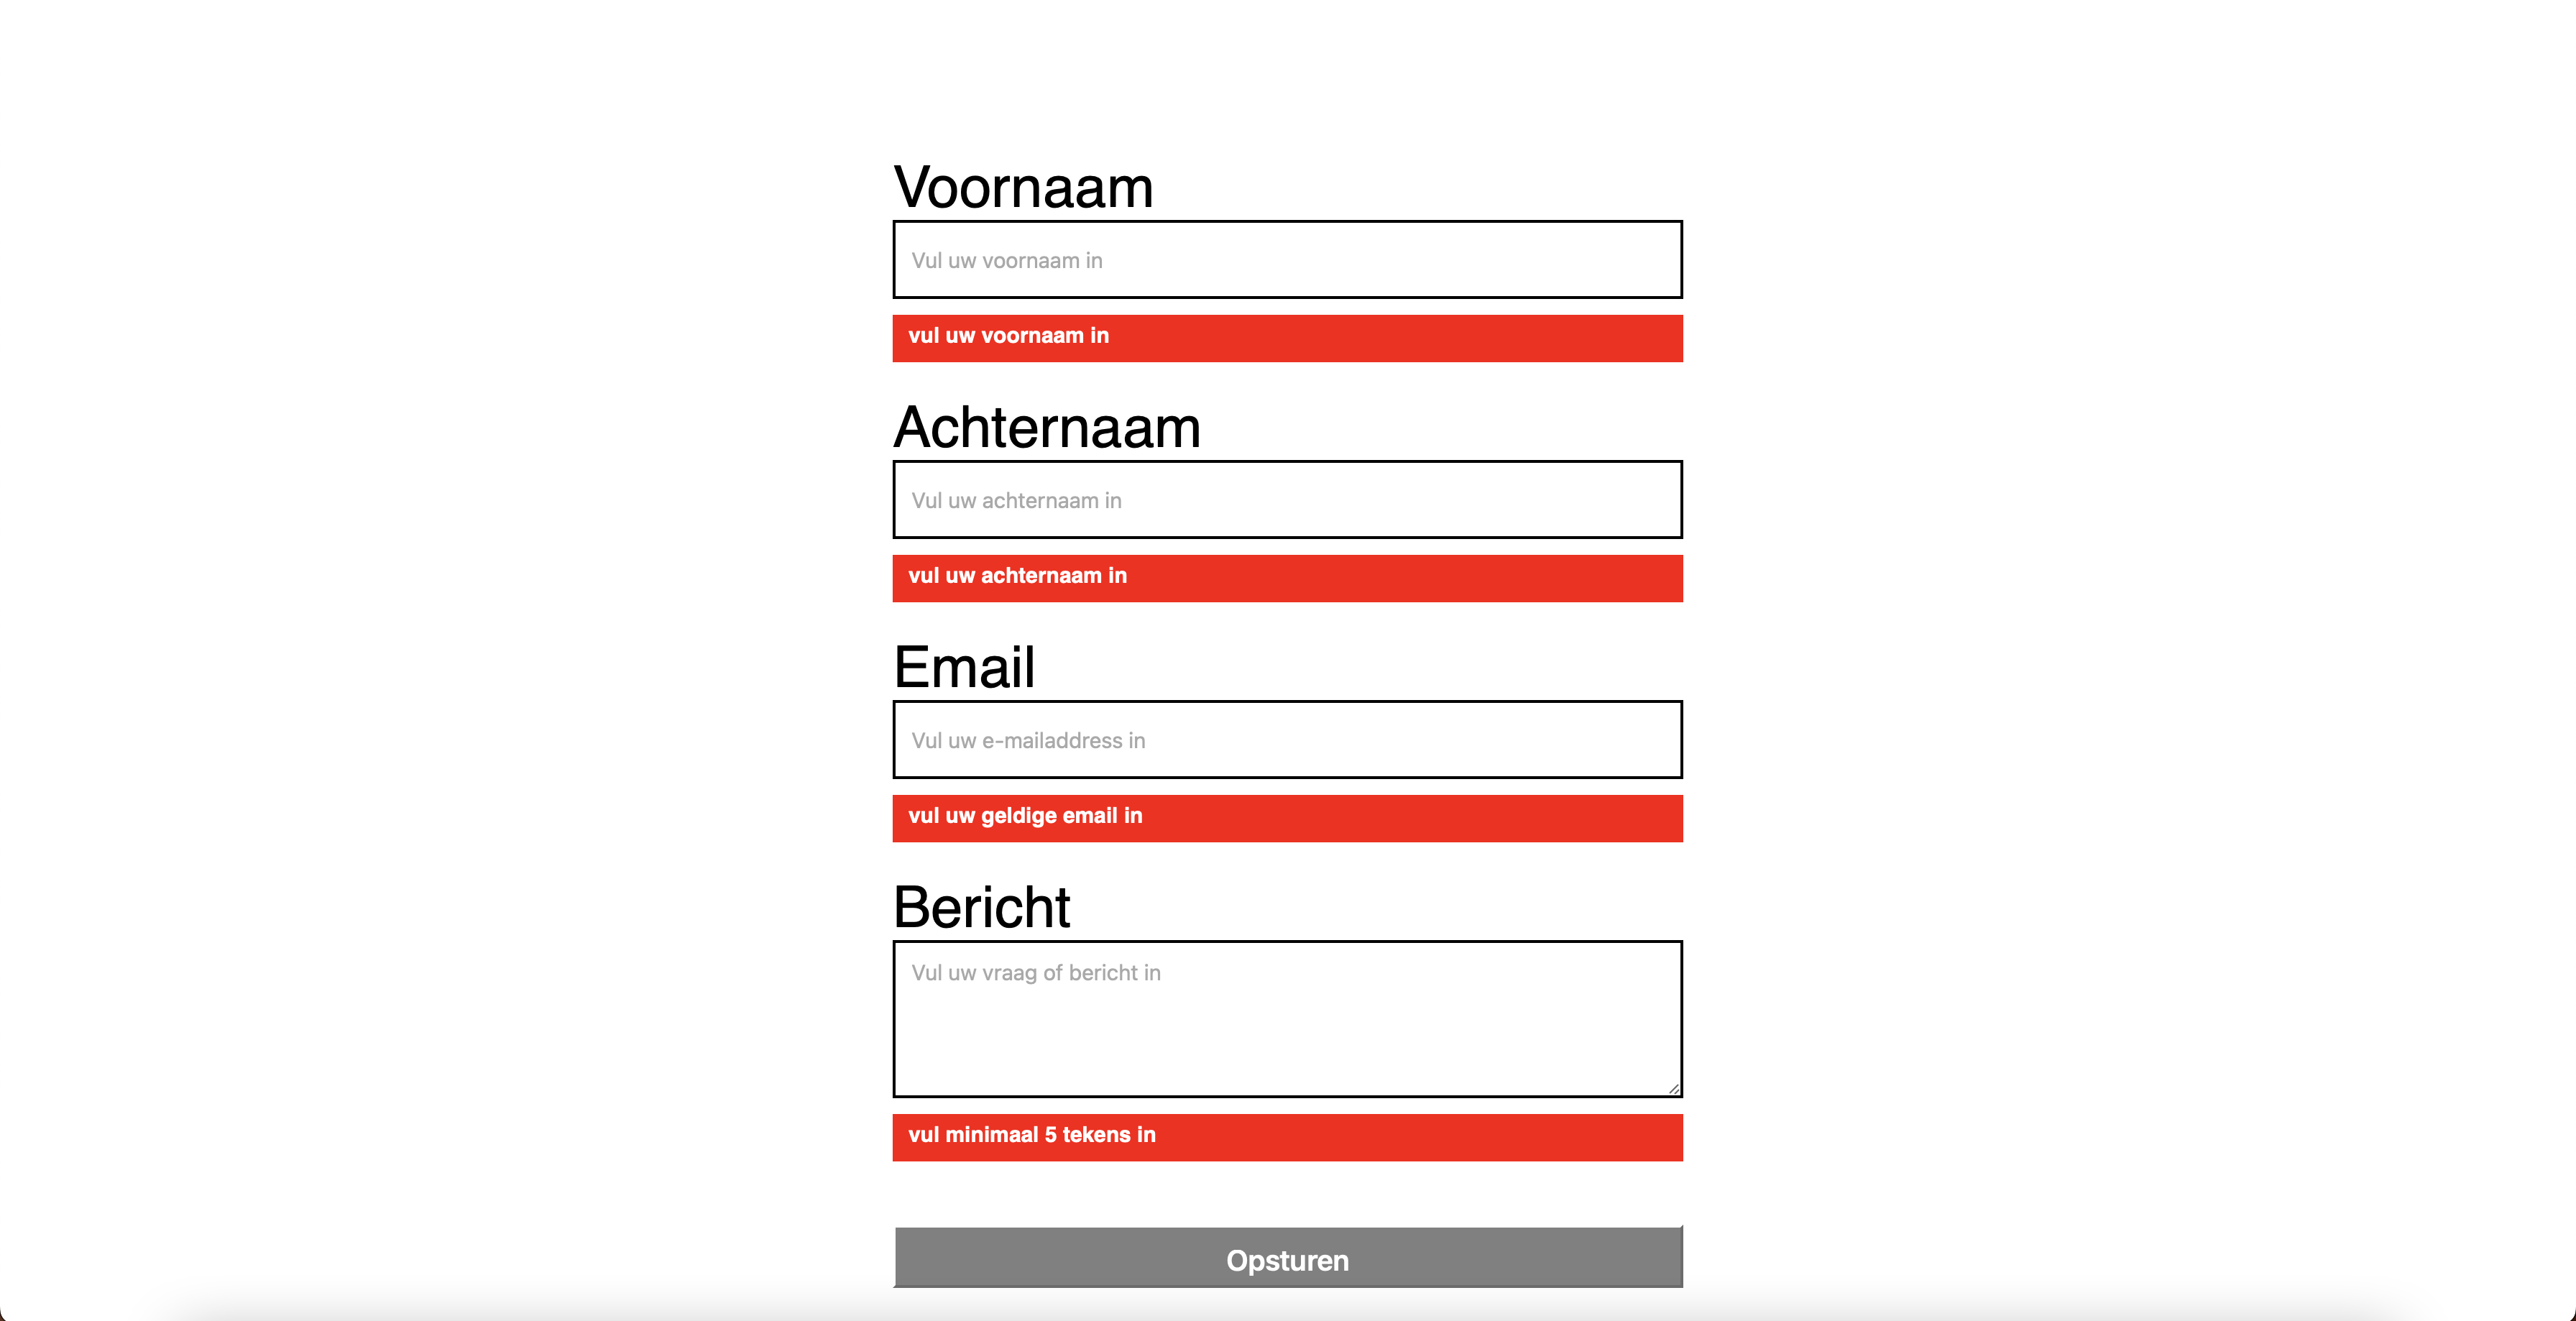 Voornaam
Vul uw voornaam in
vul uw voornaam in
Achternaam
Vul uw achternaam in
vul uw achternaam in
Email
Vul uw e-mailaddress in
vul uw geldige email in
Bericht
Vul uw vraag of bericht in
vul minimaal 5 tekens in
Opsturen